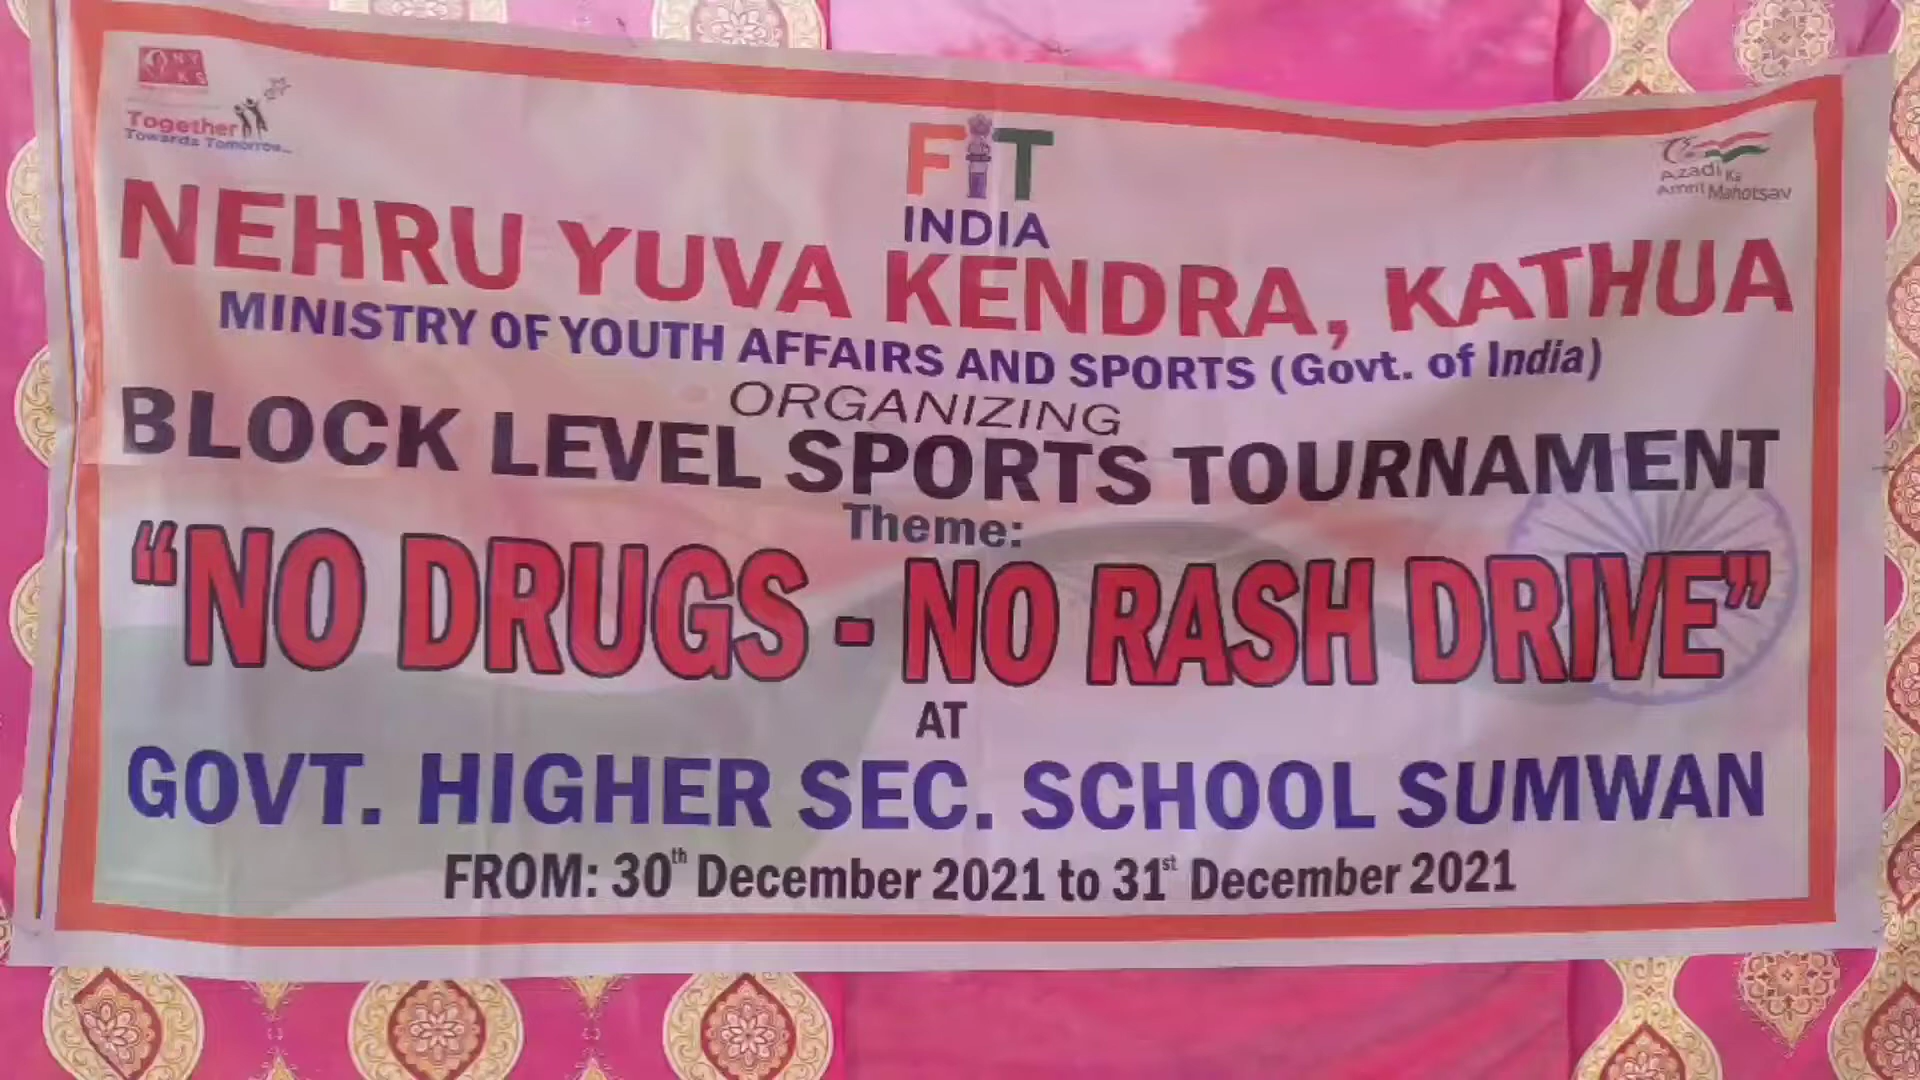 NY
KS
Together
Towards Tomorrow...
FIT
INDIA
Azadi Ka
Amrit Mahotsav
NEHRU YUVA KENDRA, KATHUA
MINISTRY OF YOUTH AFFAIRS AND SPORTS (Govt. of India)
ORGANIZING
BLOCK LEVEL SPORTS TOURNAMENT
Theme:
“NO DRUGS - NO RASH DRIVE”
AT
GOVT. HIGHER SEC. SCHOOL SUMWAN
FROM: 30th December 2021 to 31st December 2021